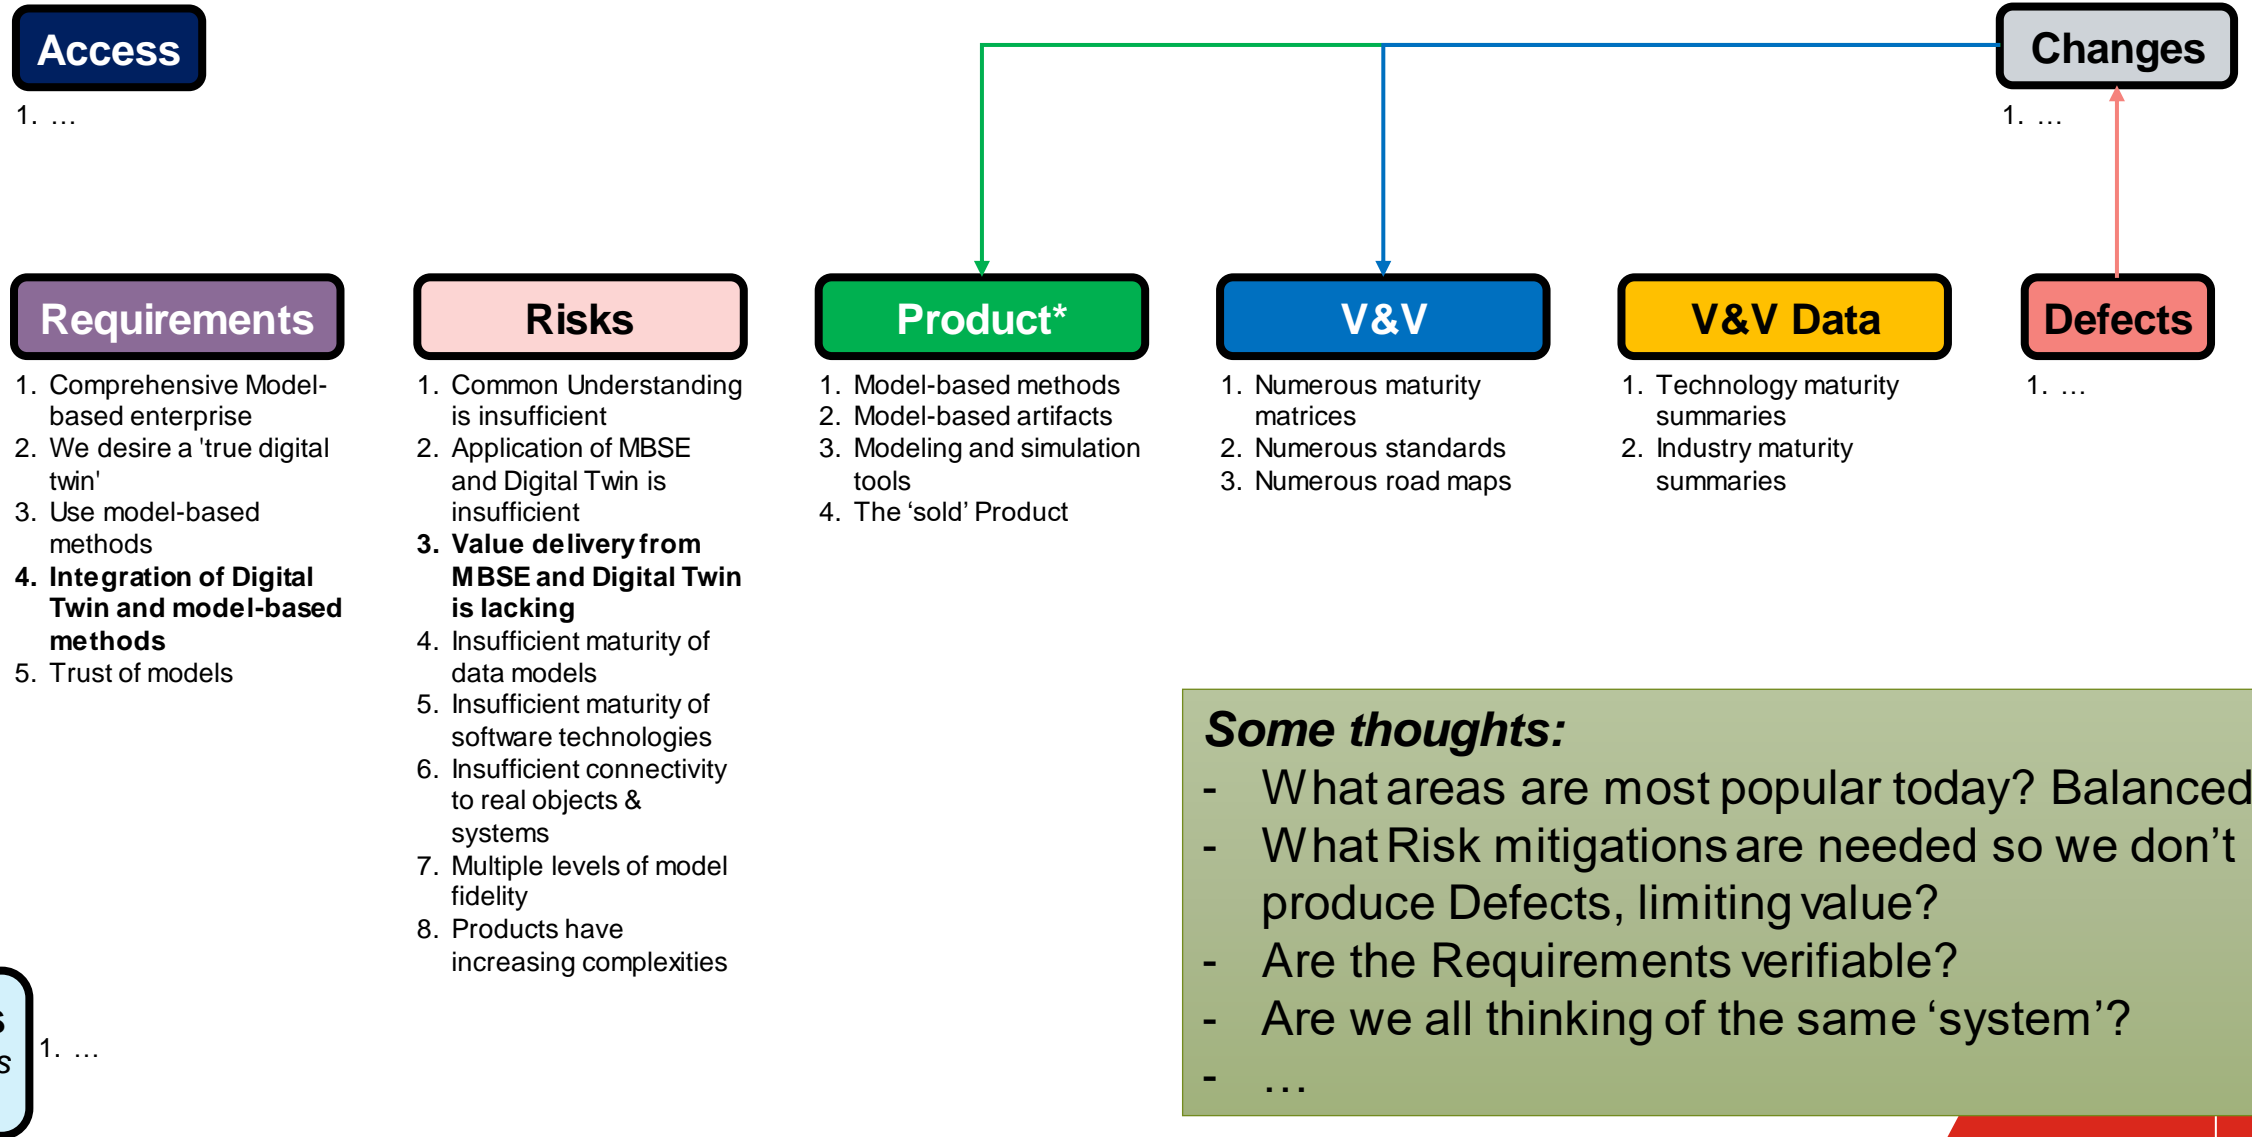 Access
1. …
Changes
1. …
Requirements
1. Comprehensive Model-
based enterprise
2. We desire a 'true digital
twin'
3. Use model-based
methods
4. Integration of Digital
Twin and model-based
methods
5. Trust of models
Risks
1. Common Understanding
is insufficient
2. Application of MBSE
and Digital Twin is
insufficient
3. Value delivery from
MBSE and Digital Twin
is lacking
4. Insufficient maturity of
data models
5. Insufficient maturity of
software technologies
6. Insufficient connectivity
to real objects &
systems
7. Multiple levels of model
fidelity
8. Products have
increasing complexities
Product*
1. Model-based methods
2. Model-based artifacts
3. Modeling and simulation
tools
4. The ‘sold’ Product
V&V
1. Numerous maturity
matrices
2. Numerous standards
3. Numerous road maps
V&V Data
1. Technology maturity
summaries
2. Industry maturity
summaries
Defects
1. …
Some thoughts:
- What areas are most popular today? Balanced
- What Risk mitigations are needed so we don’t
produce Defects, limiting value?
- Are the Requirements verifiable?
- Are we all thinking of the same ‘system’?
- …
s
s
1. …